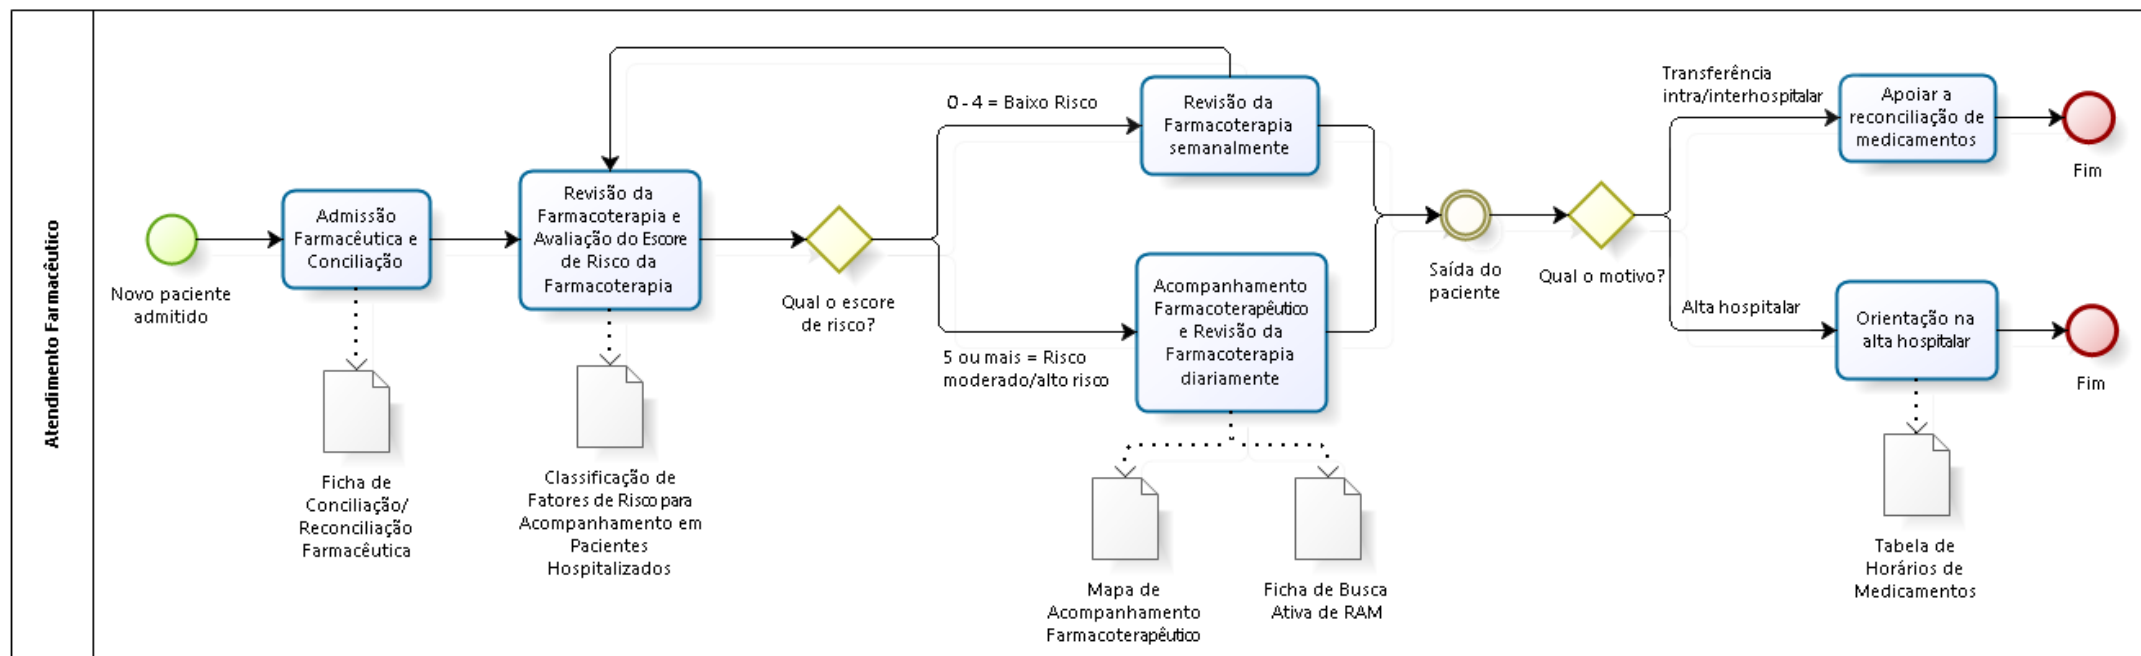 Atendimento Farmacêutico
Novo paciente
admitido
Admissão
Farmacêutica e
Conciliação
Ficha de
Conciliação/
Reconciliação
Farmacêutica
Revisão da
Farmacoterapia e
Avaliação do Escore
de Risco da
Farmacoterapia
Classificação de
Fatores de Risco para
Acompanhamento em
Pacientes
Hospitalizados
Qual o escore
de risco?
0 - 4 = Baixo Risco
Revisão da
Farmacoterapia
semanalmente
5 ou mais = Risco
moderado/alto risco
Acompanhamento
Farmacoterapêutico
e Revisão da
Farmacoterapia
diariamente
Mapa de
Acompanhamento
Farmacoterapêutico
Ficha de Busca
Ativa de RAM
Saída do
paciente
Qual o motivo?
Transferência
intra/interhospitalar
Apoiar a
reconciliação de
medicamentos
Fim
Alta hospitalar
Orientação na
alta hospitalar
Fim
Tabela de
Horários de
Medicamentos